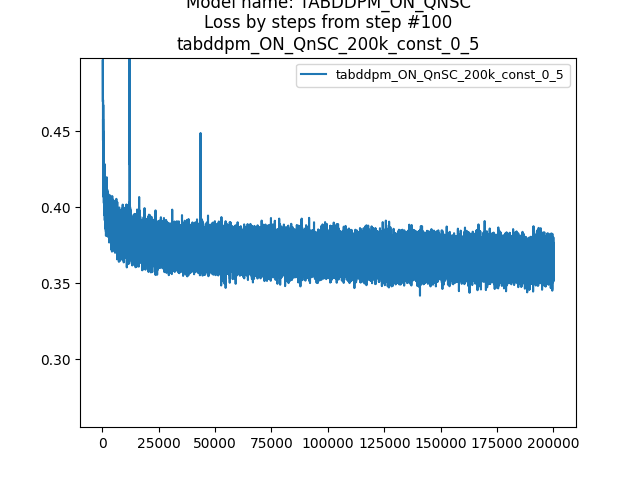 Model name: TABDDPM_ON_QNSC
Loss by steps from step #100
tabddpm_ON_QnSC_200k_const_0_5
tabddpm_ON_QnSC_200k_const_0_5
0.45
0.40
0.35
0.30
0 25000 50000 75000 100000 125000 150000 175000 200000